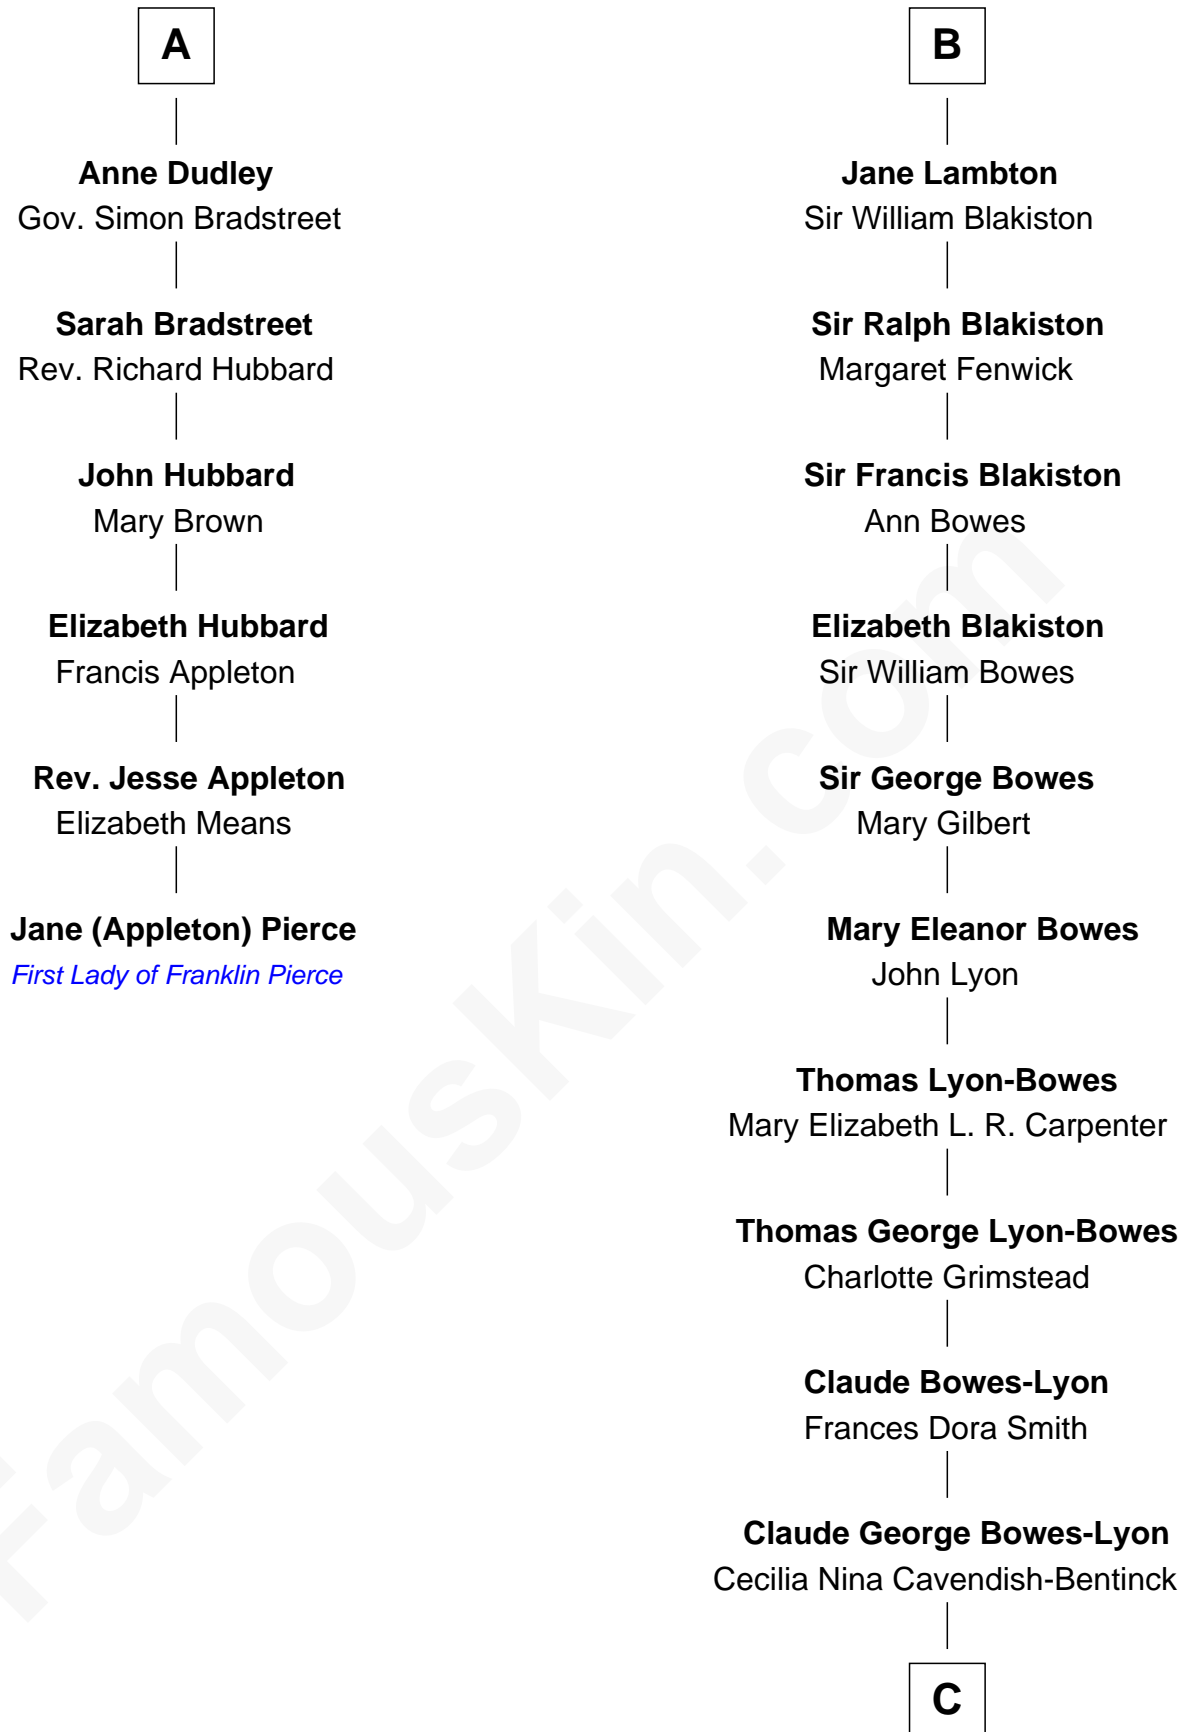 A
Anne Dudley
Gov. Simon Bradstreet
Sarah Bradstreet
Rev. Richard Hubbard
John Hubbard
Mary Brown
Elizabeth Hubbard
Francis Appleton
Rev. Jesse Appleton
Elizabeth Means
Jane (Appleton) Pierce
First Lady of Franklin Pierce
B
Jane Lambton
Sir William Blakiston
Sir Ralph Blakiston
Margaret Fenwick
Sir Francis Blakiston
Ann Bowes
Elizabeth Blakiston
Sir William Bowes
Sir George Bowes
Mary Gilbert
Mary Eleanor Bowes
John Lyon
Thomas Lyon-Bowes
Mary Elizabeth L. R. Carpenter
Thomas George Lyon-Bowes
Charlotte Grimstead
Claude Bowes-Lyon
Frances Dora Smith
Claude George Bowes-Lyon
Cecilia Nina Cavendish-Bentinck
C
FamousKin.com